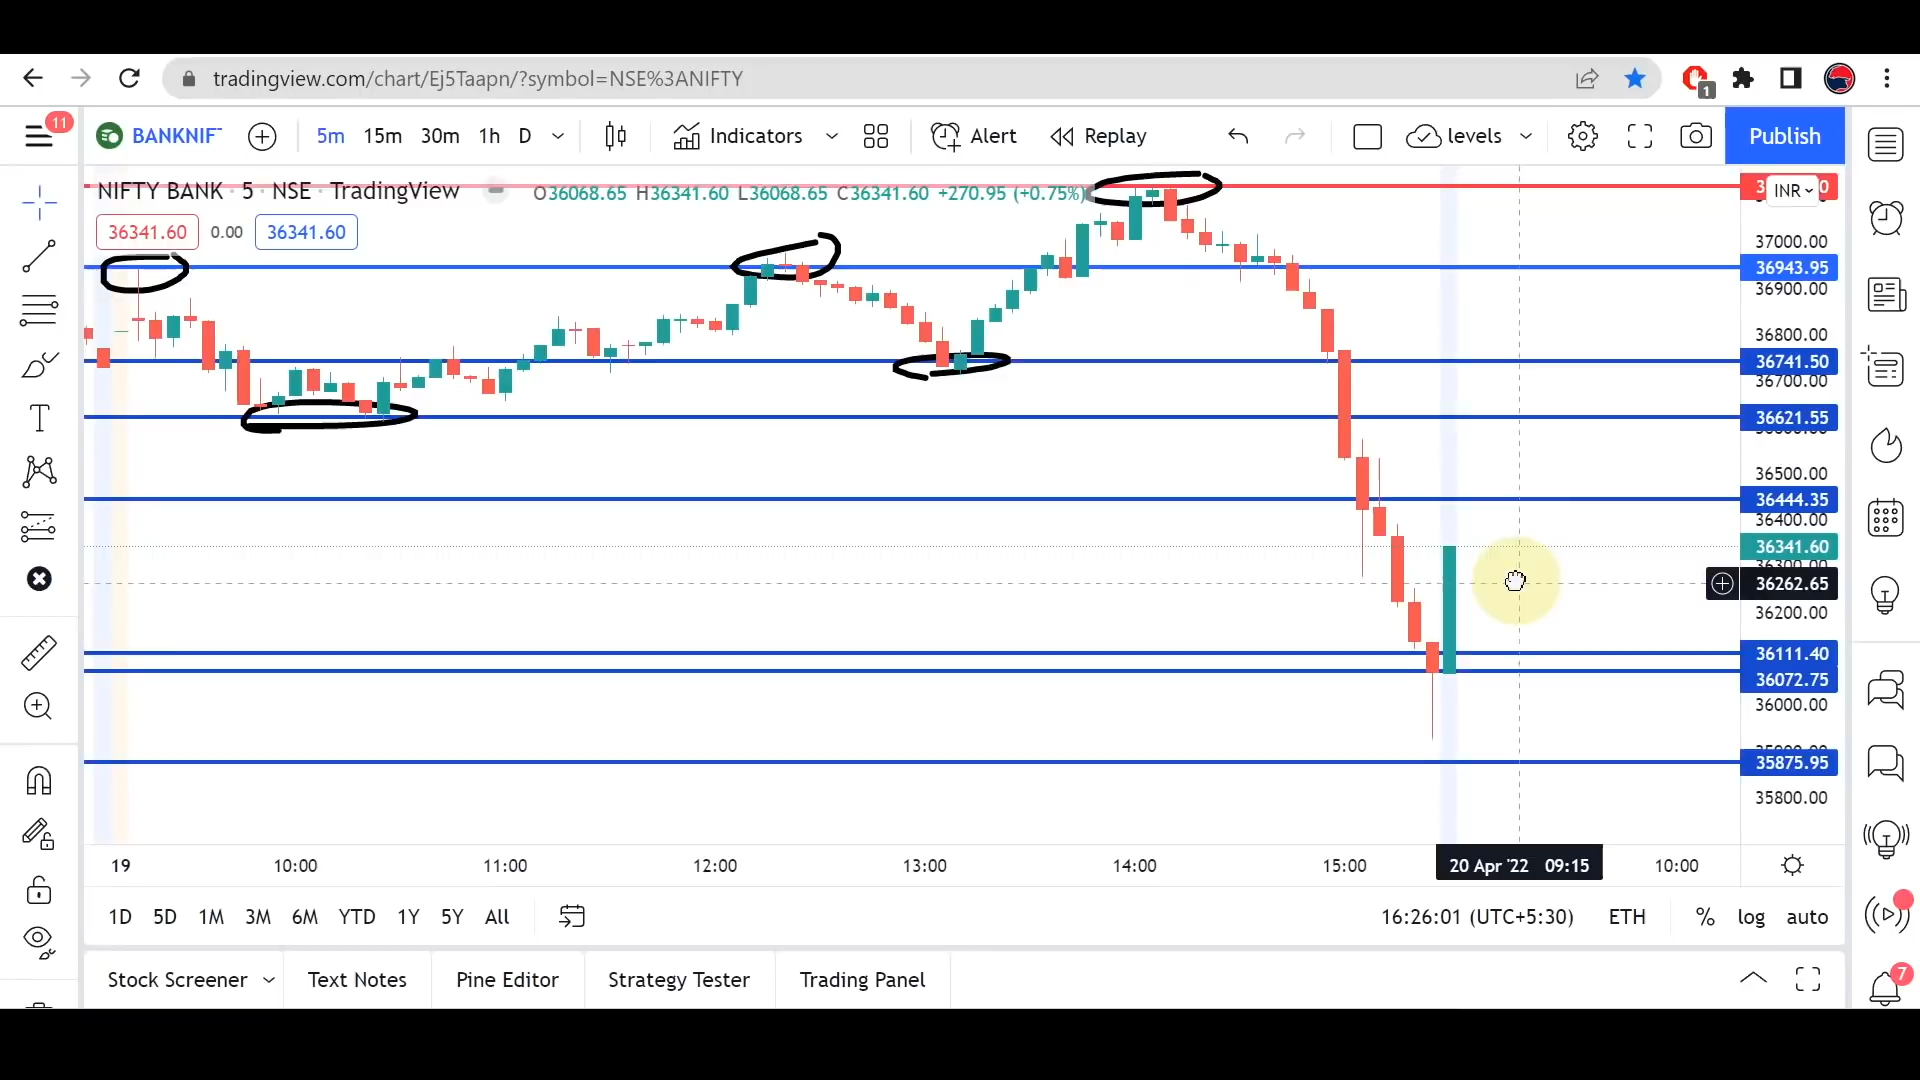 tradingview.com/chart/Ej5Taapn/?symbol=NSE%3ANIFTY
1
11
BANKNIF
5m 15m 30m 1h D
Indicators
Alert
Replay
levels
Publish
NIFTY BANK · 5 · NSE · TradingView
O36068.65 H36341.60 L36068.65 C36341.60 +270.95 (+0.75%)
36341.60 0.00 36341.60
INR
37000.00
36943.95
36900.00
36800.00
36741.50
36700.00
36621.55
36500.00
36444.35
36400.00
36341.60
36262.65
36200.00
36111.40
36072.75
36000.00
35875.95
35800.00
19 10:00 11:00 12:00 13:00 14:00 15:00 20 Apr '22 09:15 10:00
1D 5D 1M 3M 6M YTD 1Y 5Y All
16:26:01 (UTC+5:30) ETH % log auto
Stock Screener Text Notes Pine Editor Strategy Tester Trading Panel
7